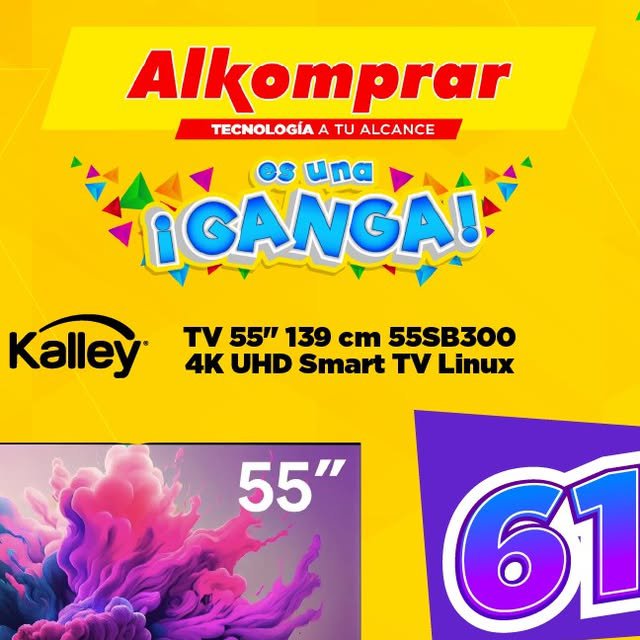 Alkomprar
TECNOLOGÍA A TU ALCANCE
es una
¡GANGA!
Kalley®
TV 55" 139 cm 55SB300
4K UHD Smart TV Linux
55"
61